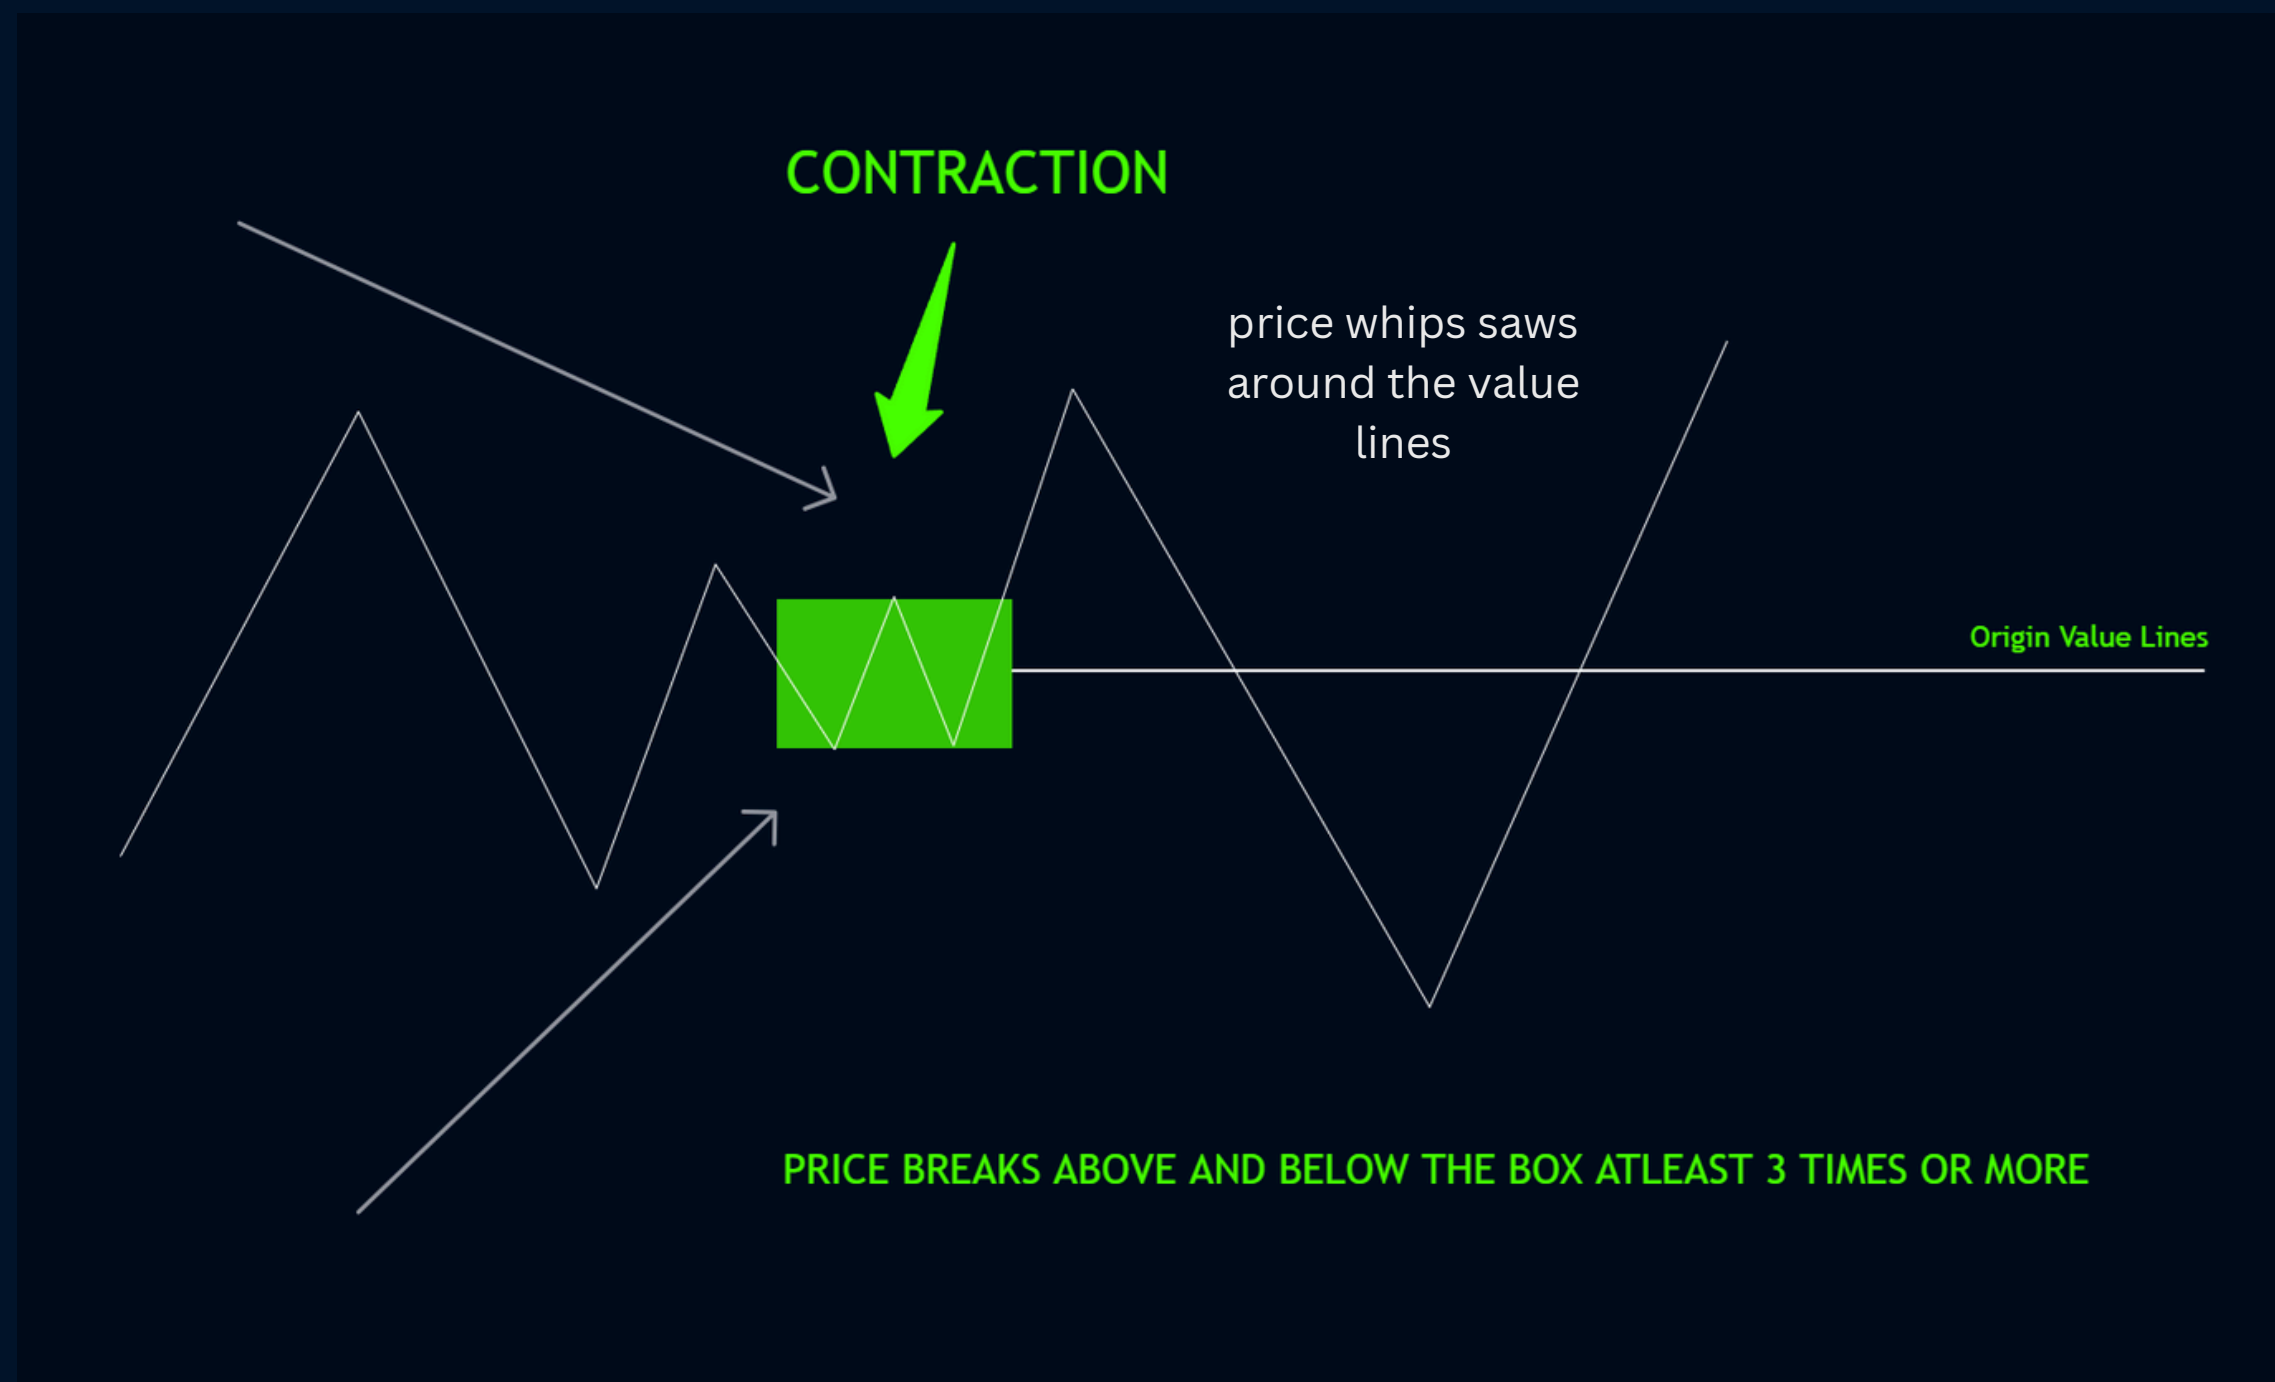 CONTRACTION
price whips saws
around the value
lines
Origin Value Lines
PRICE BREAKS ABOVE AND BELOW THE BOX ATLEAST 3 TIMES OR MORE